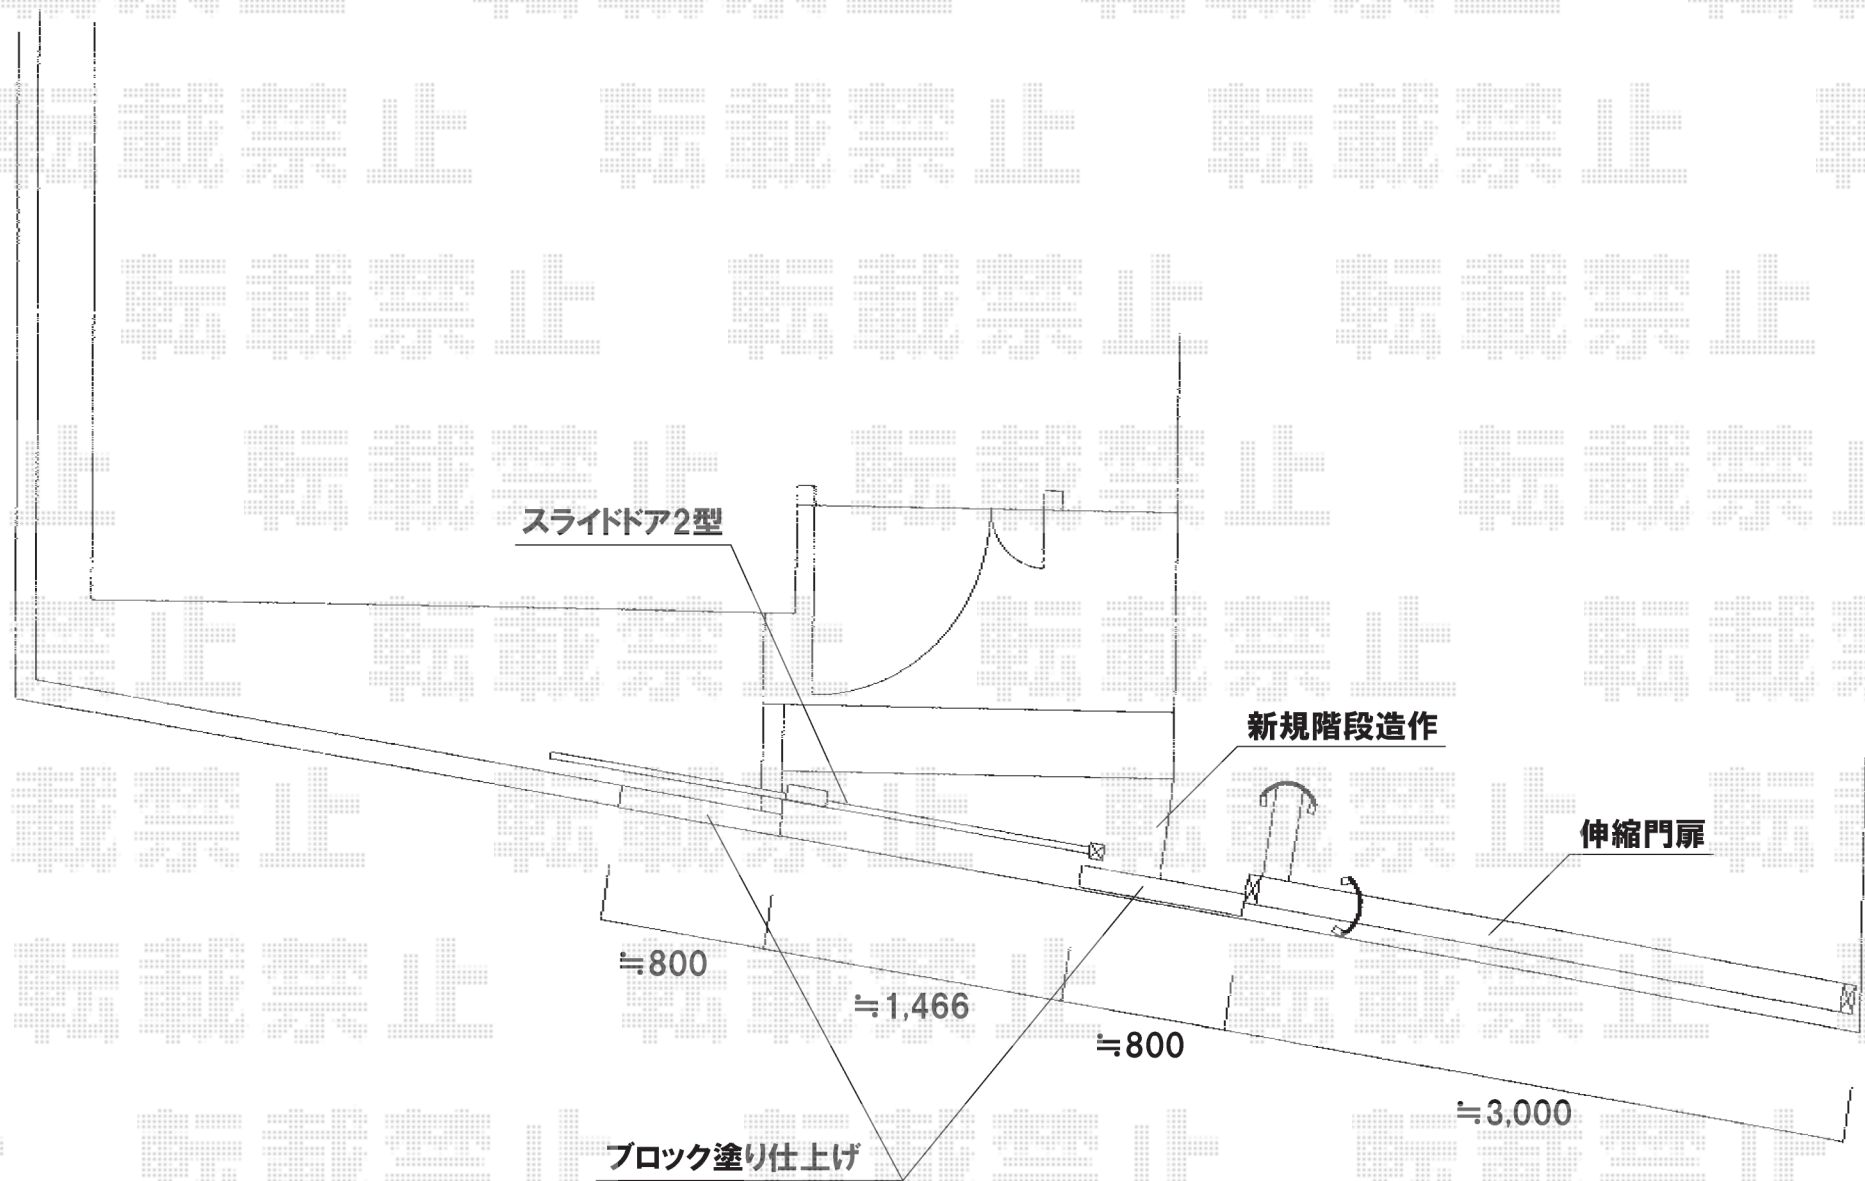 スライドドア2型
新規階段造作
伸縮門扉
≒800
≒1,466
≒800
≒3,000
ブロック塗り仕上げ
転載禁止